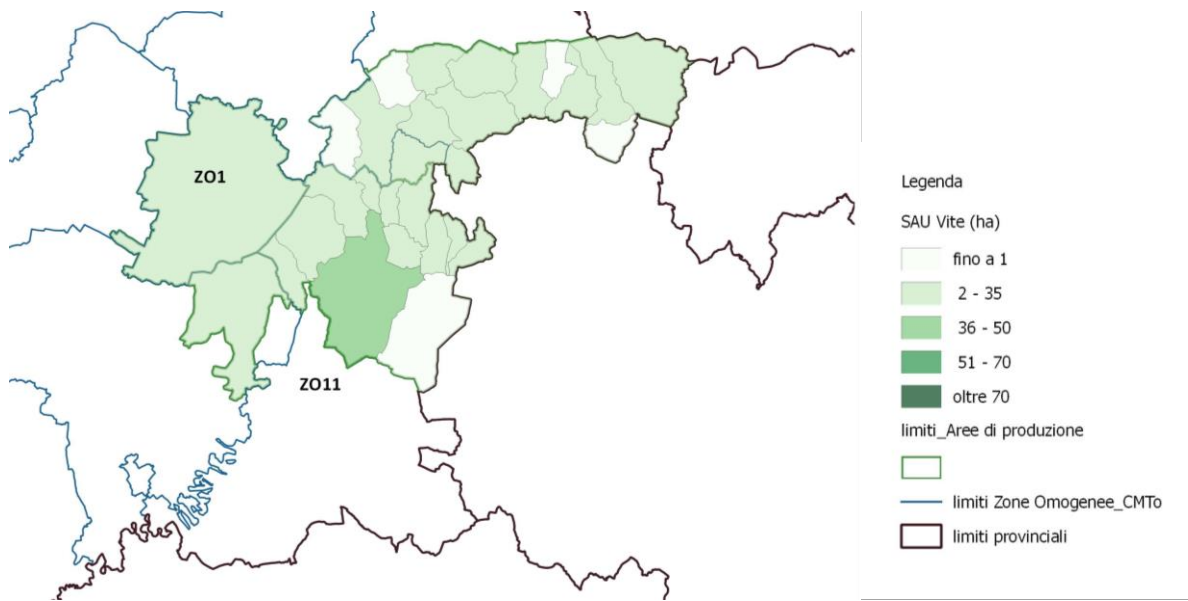 ZO1
ZO11
Legenda
SAU Vite (ha)
fino a 1
2 - 35
36 - 50
51 - 70
oltre 70
limiti_Aree di produzione
limiti Zone Omogenee_CMTo
limiti provinciali